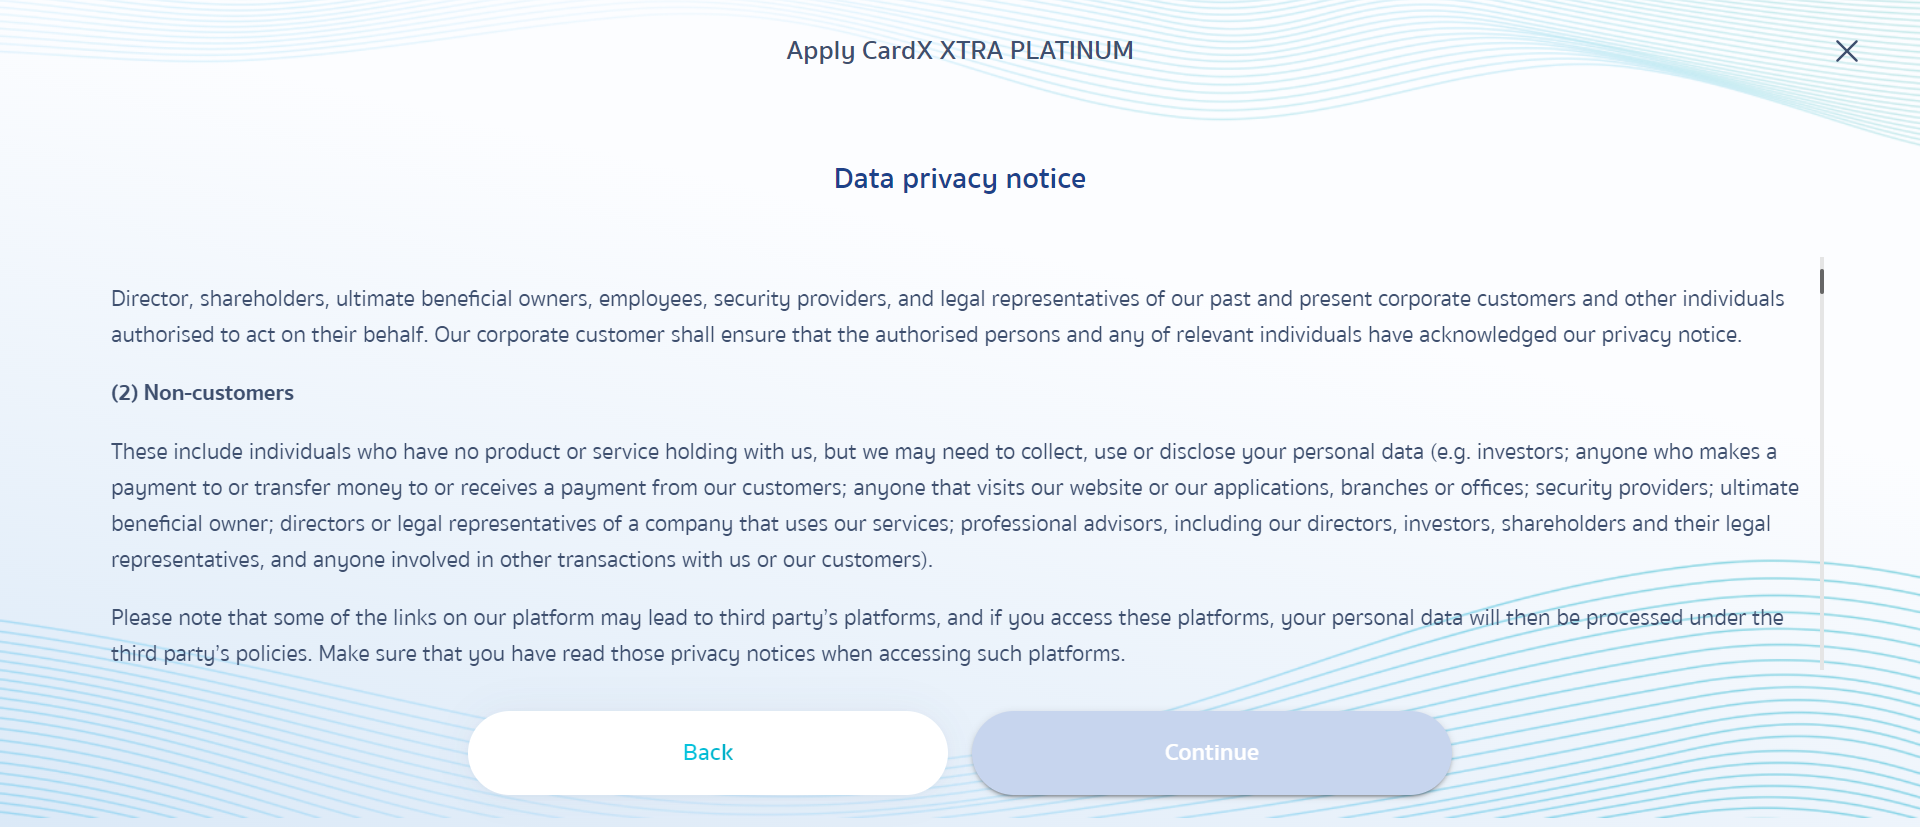 Apply CardX XTRA PLATINUM
Data privacy notice
Director, shareholders, ultimate beneficial owners, employees, security providers, and legal representatives of our past and present corporate customers and other individuals
authorised to act on their behalf. Our corporate customer shall ensure that the authorised persons and any of relevant individuals have acknowledged our privacy notice.
(2) Non-customers
These include individuals who have no product or service holding with us, but we may need to collect, use or disclose your personal data (e.g. investors; anyone who makes a
payment to or transfer money to or receives a payment from our customers; anyone that visits our website or our applications, branches or offices; security providers; ultimate
beneficial owner; directors or legal representatives of a company that uses our services; professional advisors, including our directors, investors, shareholders and their legal
representatives, and anyone involved in other transactions with us or our customers).
Please note that some of the links on our platform may lead to third party’s platforms, and if you access these platforms, your personal data will then be processed under the
third party’s policies. Make sure that you have read those privacy notices when accessing such platforms.
Back
Continue